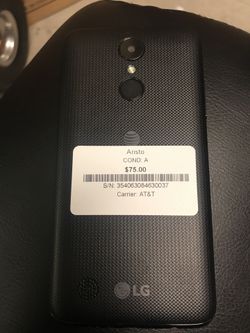 Aristo
COND: A
$75.00
S/N: 354063084630037
Carrier: AT&T
LG